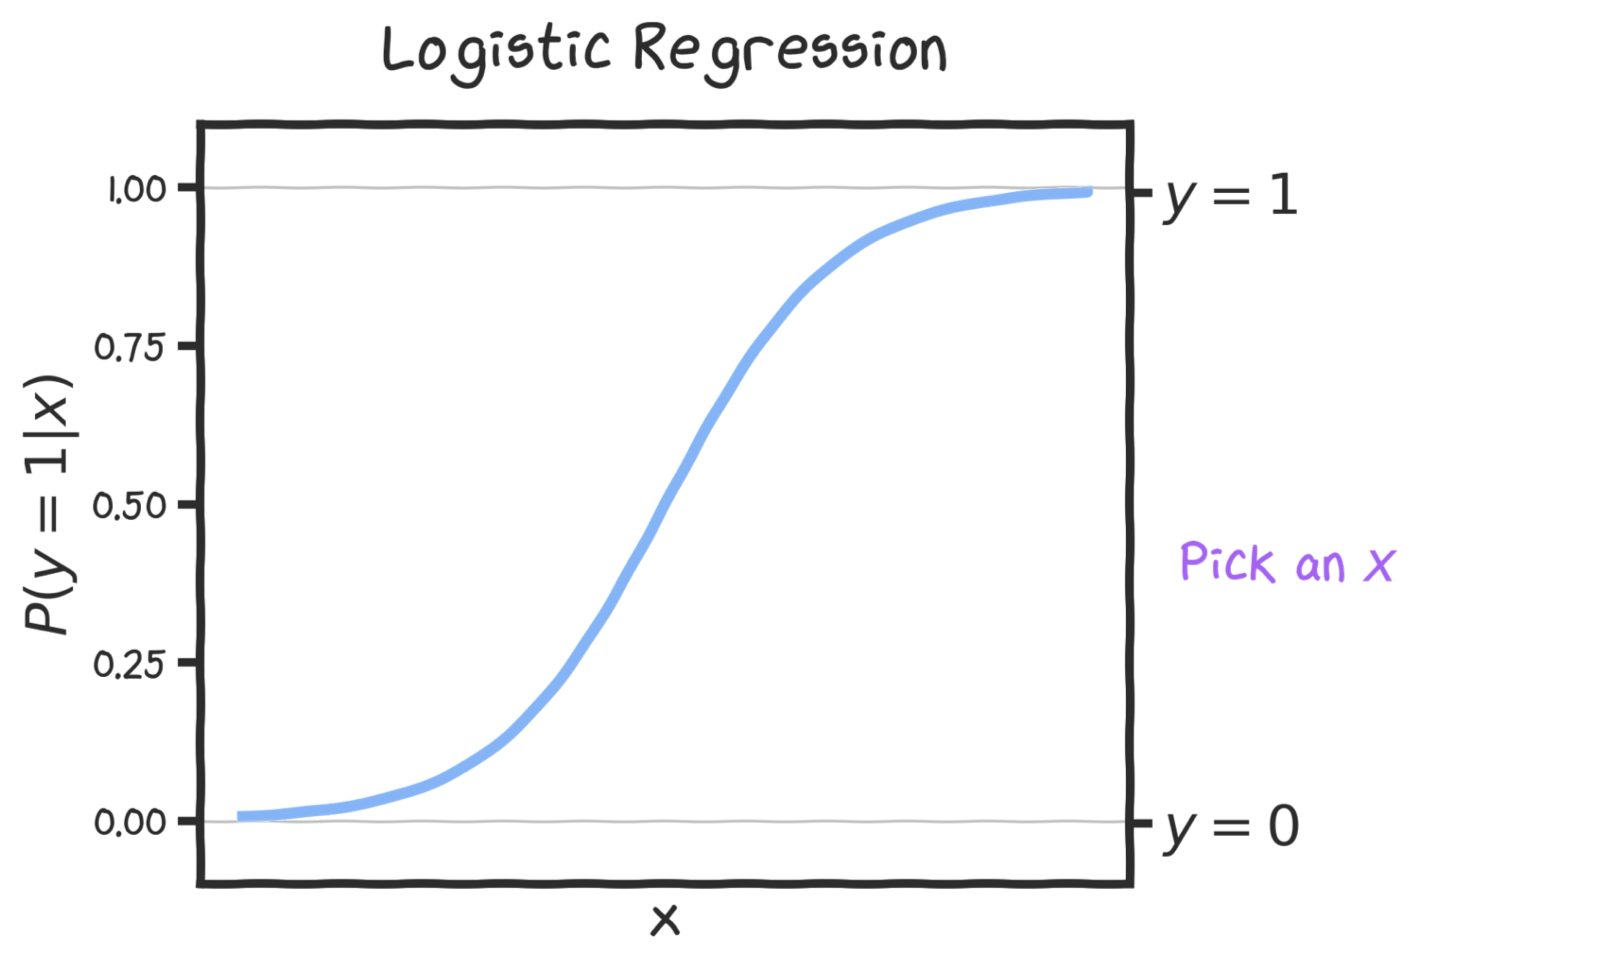 Logistic Regression
1.00
0.75
0.50
0.25
0.00
P(y = 1|x)
x
y = 1
y = 0
Pick an x